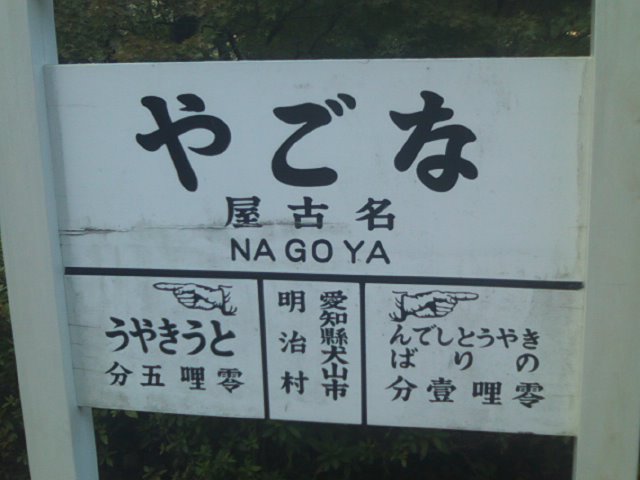 なごや
名古屋
NAGOYA
きやうとしでん
のりば
零哩壹分
愛知縣犬山市
明治村
とうきやう
零哩五分